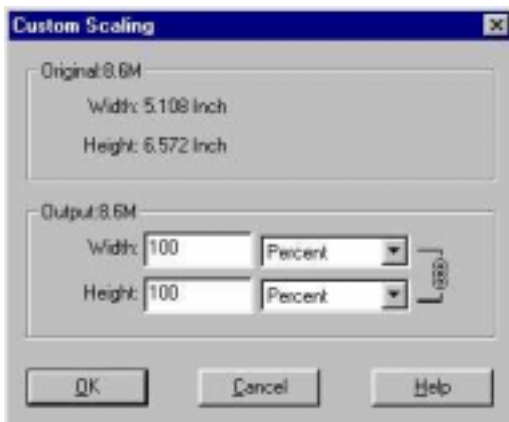 Custom Scaling
Original:8.6M
Width: 5.108 Inch
Height: 6.572 Inch
Output:8.6M
Width: 100 Percent
Height: 100 Percent
OK Cancel Help